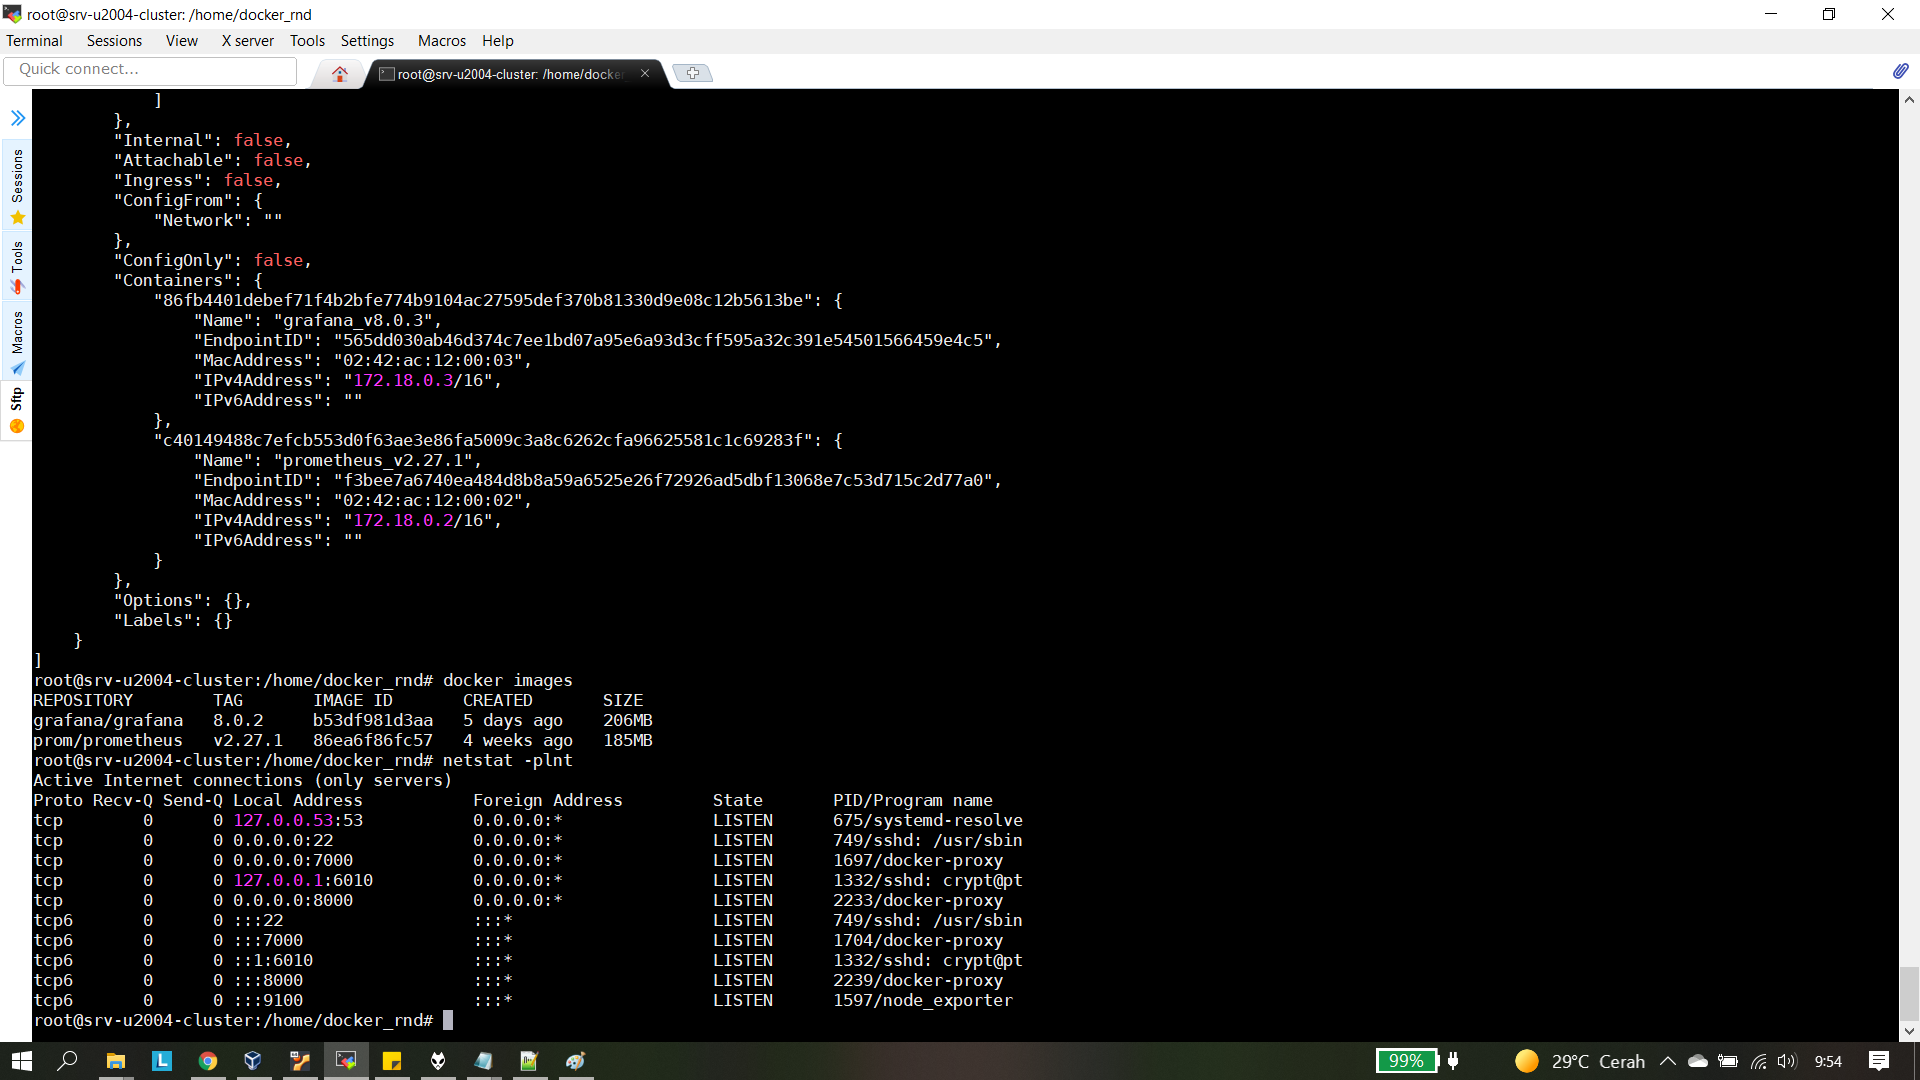 root@srv-u2004-cluster: /home/docker_rnd
Terminal Sessions View X server Tools Settings Macros Help
Quick connect...
root@srv-u2004-cluster: /home/docke
Sessions
Tools
Macros
Sftp
            ]
        },
        "Internal": false,
        "Attachable": false,
        "Ingress": false,
        "ConfigFrom": {
            "Network": ""
        },
        "ConfigOnly": false,
        "Containers": {
            "86fb4401debef71f4b2bfe774b9104ac27595def370b81330d9e08c12b5613be": {
                "Name": "grafana_v8.0.3",
                "EndpointID": "565dd030ab46d374c7ee1bd07a95e6a93d3cff595a32c391e54501566459e4c5",
                "MacAddress": "02:42:ac:12:00:03",
                "IPv4Address": "172.18.0.3/16",
                "IPv6Address": ""
            },
            "c40149488c7efcb553d0f63ae3e86fa5009c3a8c6262cfa96625581c1c69283f": {
                "Name": "prometheus_v2.27.1",
                "EndpointID": "f3bee7a6740ea484d8b8a59a6525e26f72926ad5dbf13068e7c53d715c2d77a0",
                "MacAddress": "02:42:ac:12:00:02",
                "IPv4Address": "172.18.0.2/16",
                "IPv6Address": ""
            }
        },
        "Options": {},
        "Labels": {}
    }
]
root@srv-u2004-cluster:/home/docker_rnd# docker images
REPOSITORY        TAG       IMAGE ID       CREATED       SIZE
grafana/grafana   8.0.2     b53df981d3aa   5 days ago    206MB
prom/prometheus   v2.27.1   86ea6f86fc57   4 weeks ago   185MB
root@srv-u2004-cluster:/home/docker_rnd# netstat -plnt
Active Internet connections (only servers)
Proto Recv-Q Send-Q Local Address           Foreign Address         State       PID/Program name
tcp        0      0 127.0.0.53:53           0.0.0.0:*               LISTEN      675/systemd-resolve
tcp        0      0 0.0.0.0:22              0.0.0.0:*               LISTEN      749/sshd: /usr/sbin
tcp        0      0 0.0.0.0:7000            0.0.0.0:*               LISTEN      1697/docker-proxy
tcp        0      0 127.0.0.1:6010          0.0.0.0:*               LISTEN      1332/sshd: crypt@pt
tcp        0      0 0.0.0.0:8000            0.0.0.0:*               LISTEN      2233/docker-proxy
tcp6       0      0 :::22                   :::*                    LISTEN      749/sshd: /usr/sbin
tcp6       0      0 :::7000                 :::*                    LISTEN      1704/docker-proxy
tcp6       0      0 ::1:6010                :::*                    LISTEN      1332/sshd: crypt@pt
tcp6       0      0 :::8000                 :::*                    LISTEN      2239/docker-proxy
tcp6       0      0 :::9100                 :::*                    LISTEN      1597/node_exporter
root@srv-u2004-cluster:/home/docker_rnd#
99% 29°C Cerah 9:54